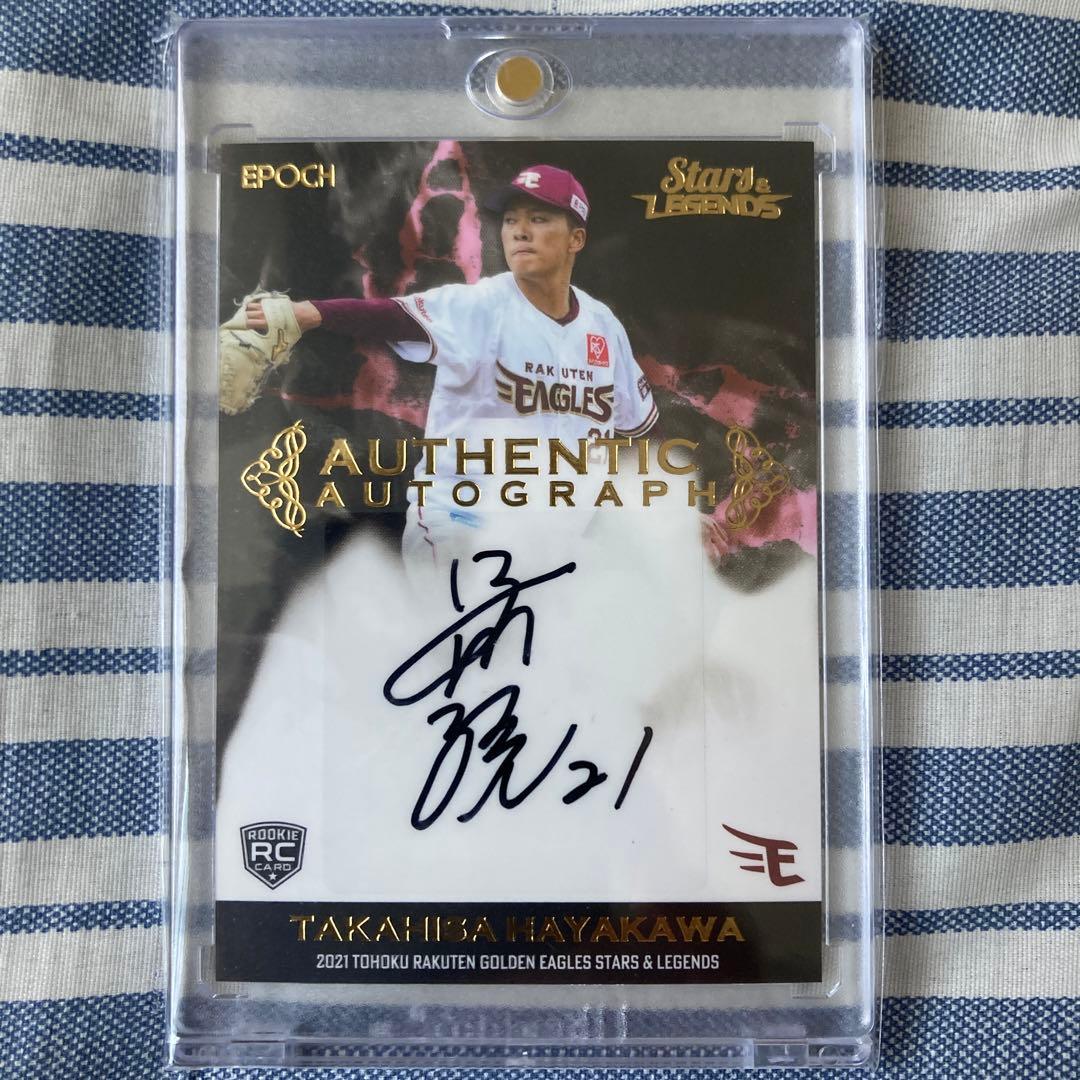 EPOCH
Stars &
LEGENDS
RAKUTEN
EAGLES
AUTHENTIC
AUTOGRAPH
21
ROOKIE
RC
CARD
E
TAKAHISA HAYAKAWA
2021 TOHOKU RAKUTEN GOLDEN EAGLES STARS & LEGENDS